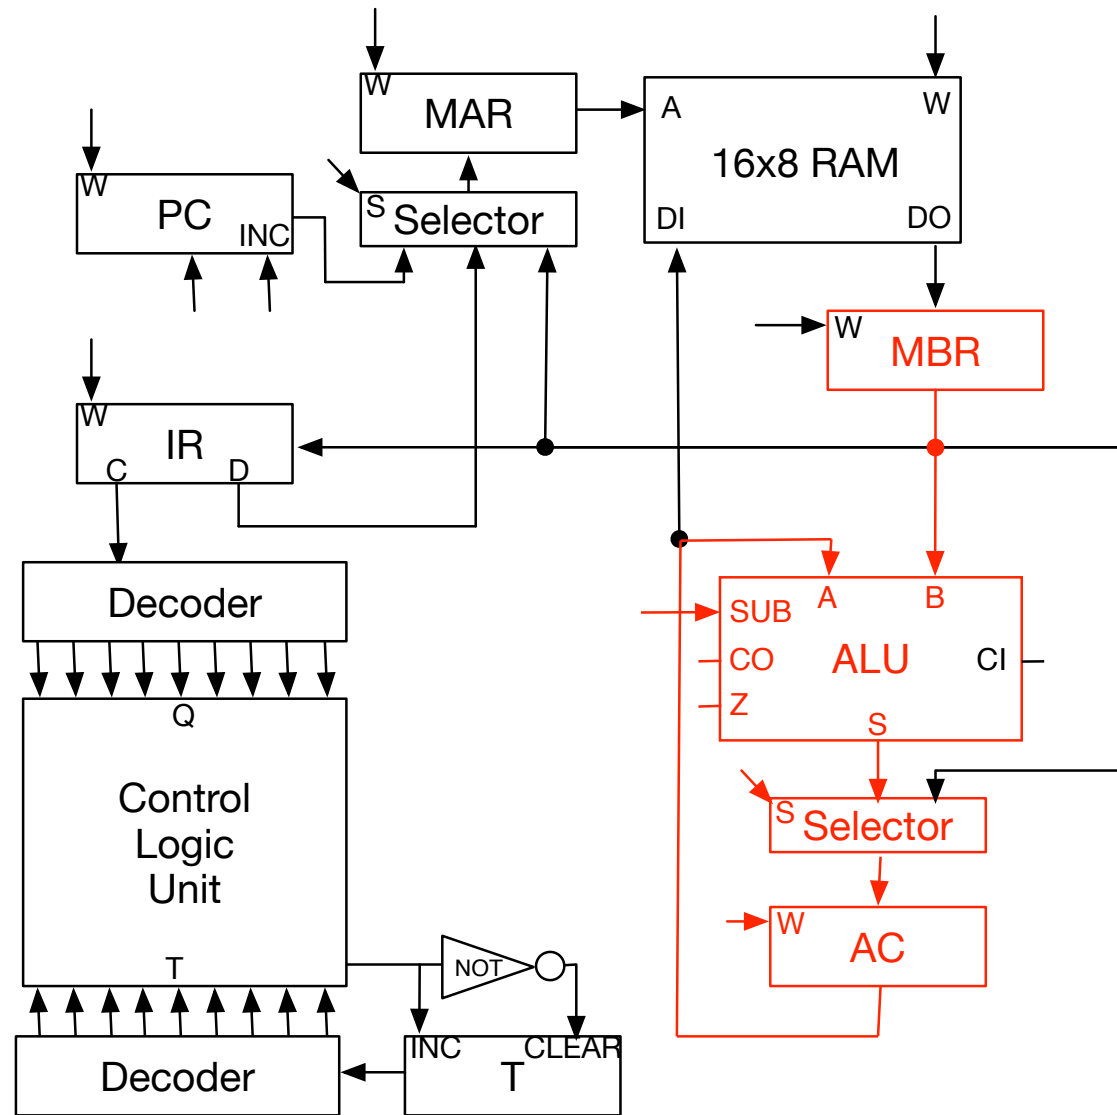 W
MAR
A
W
16x8 RAM
DI
DO
W
PC
INC
S
Selector
W
MBR
W
IR
C
D
Decoder
Q
Control
Logic
Unit
T
NOT
INC
CLEAR
T
Decoder
A
B
SUB
CO
ALU
CI
Z
S
S
Selector
W
AC